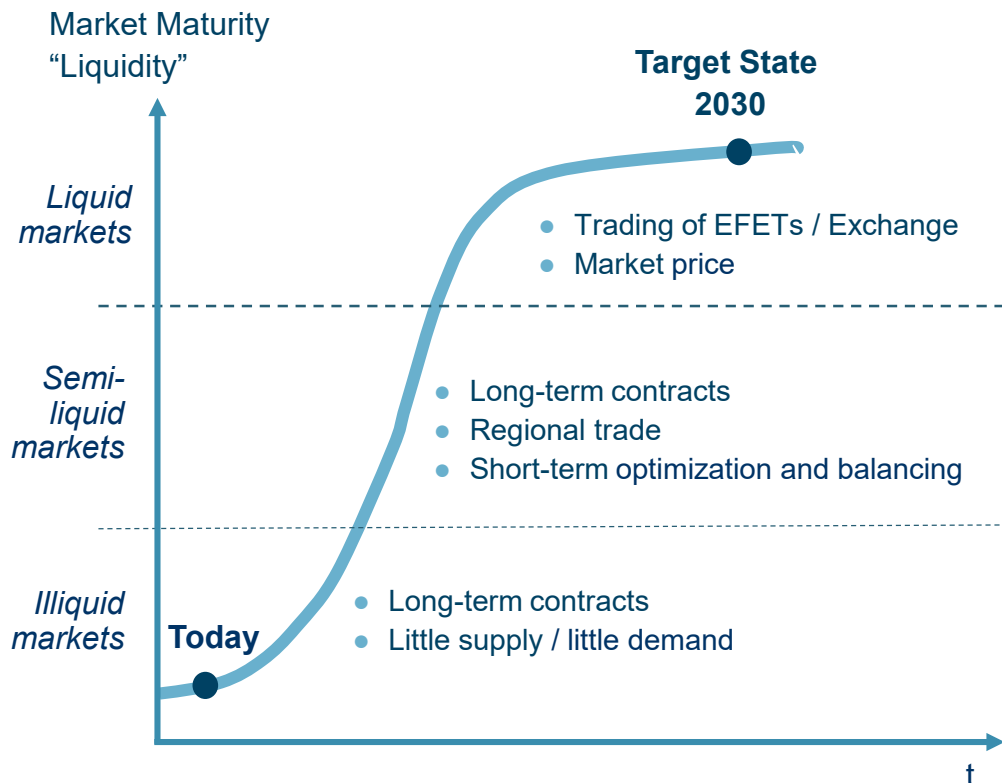 Market Maturity
“Liquidity”
Target State
2030
Liquid
markets
● Trading of EFETs / Exchange
● Market price
Semi-
liquid
markets
● Long-term contracts
● Regional trade
● Short-term optimization and balancing
Illiquid
markets
Today
● Long-term contracts
● Little supply / little demand
t